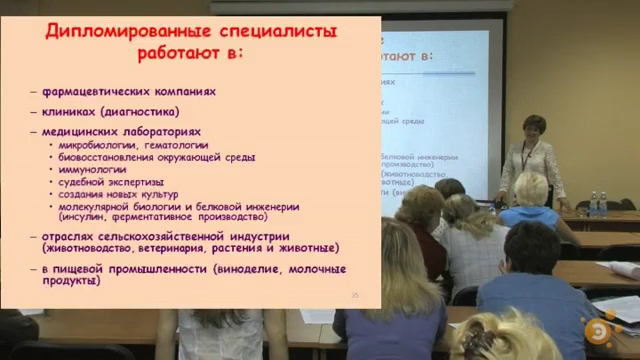 Дипломированные специалисты
работают в:
– фармацевтических компаниях
– клиниках (диагностика)
– медицинских лабораториях
• микробиологии, гематологии
• биовосстановления окружающей среды
• иммунологии
• судебной экспертизы
• создания новых культур
• молекулярной биологии и белковой инженерии
(инсулин, ферментативное производство)
– отраслях сельскохозяйственной индустрии
(животноводство, ветеринария, растения и животные)
– в пищевой промышленности (виноделие, молочные
продукты)
35